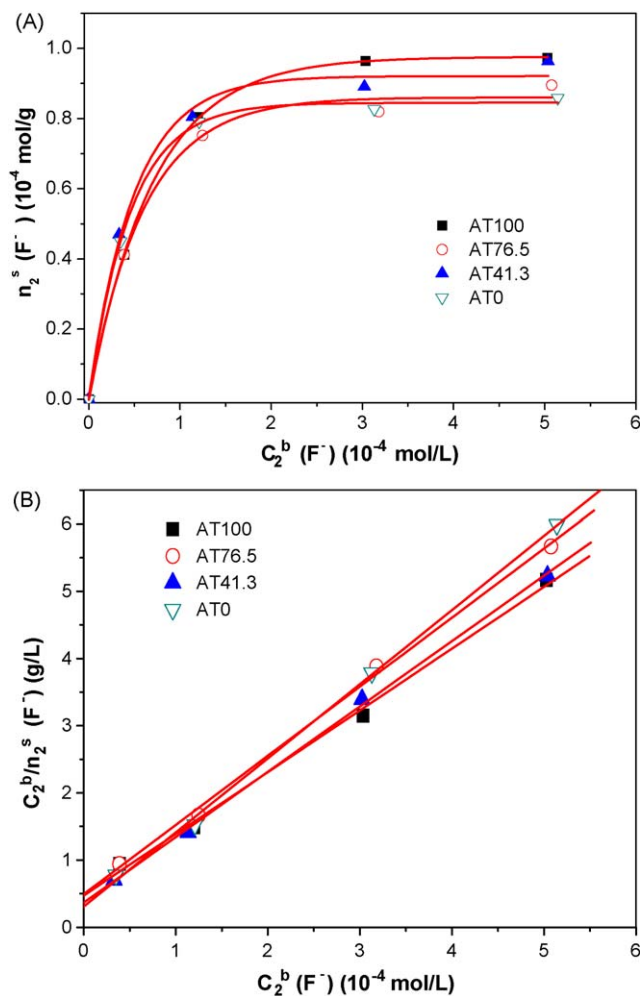 (A)
1.0
0.8
0.6
0.4
0.2
0.0
n₂ˢ (F⁻) (10⁻⁴ mol/g)
AT100
AT76.5
AT41.3
AT0
0 1 2 3 4 5 6
C₂ᵇ (F⁻) (10⁻⁴ mol/L)
(B)
6
5
4
3
2
1
0
C₂ᵇ/n₂ˢ (F⁻) (g/L)
AT100
AT76.5
AT41.3
AT0
0 1 2 3 4 5 6
C₂ᵇ (F⁻) (10⁻⁴ mol/L)